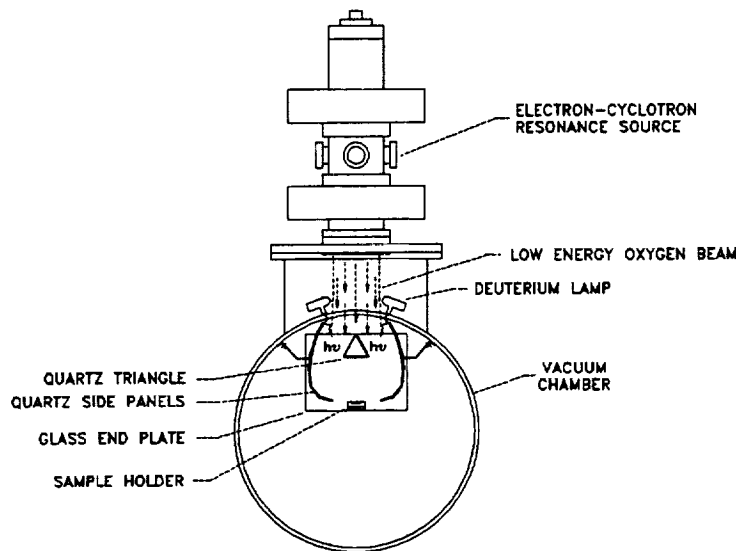 ELECTRON-CYCLOTRON
RESONANCE SOURCE
LOW ENERGY OXYGEN BEAM
DEUTERIUM LAMP
hν hν
VACUUM
CHAMBER
QUARTZ TRIANGLE
QUARTZ SIDE PANELS
GLASS END PLATE
SAMPLE HOLDER